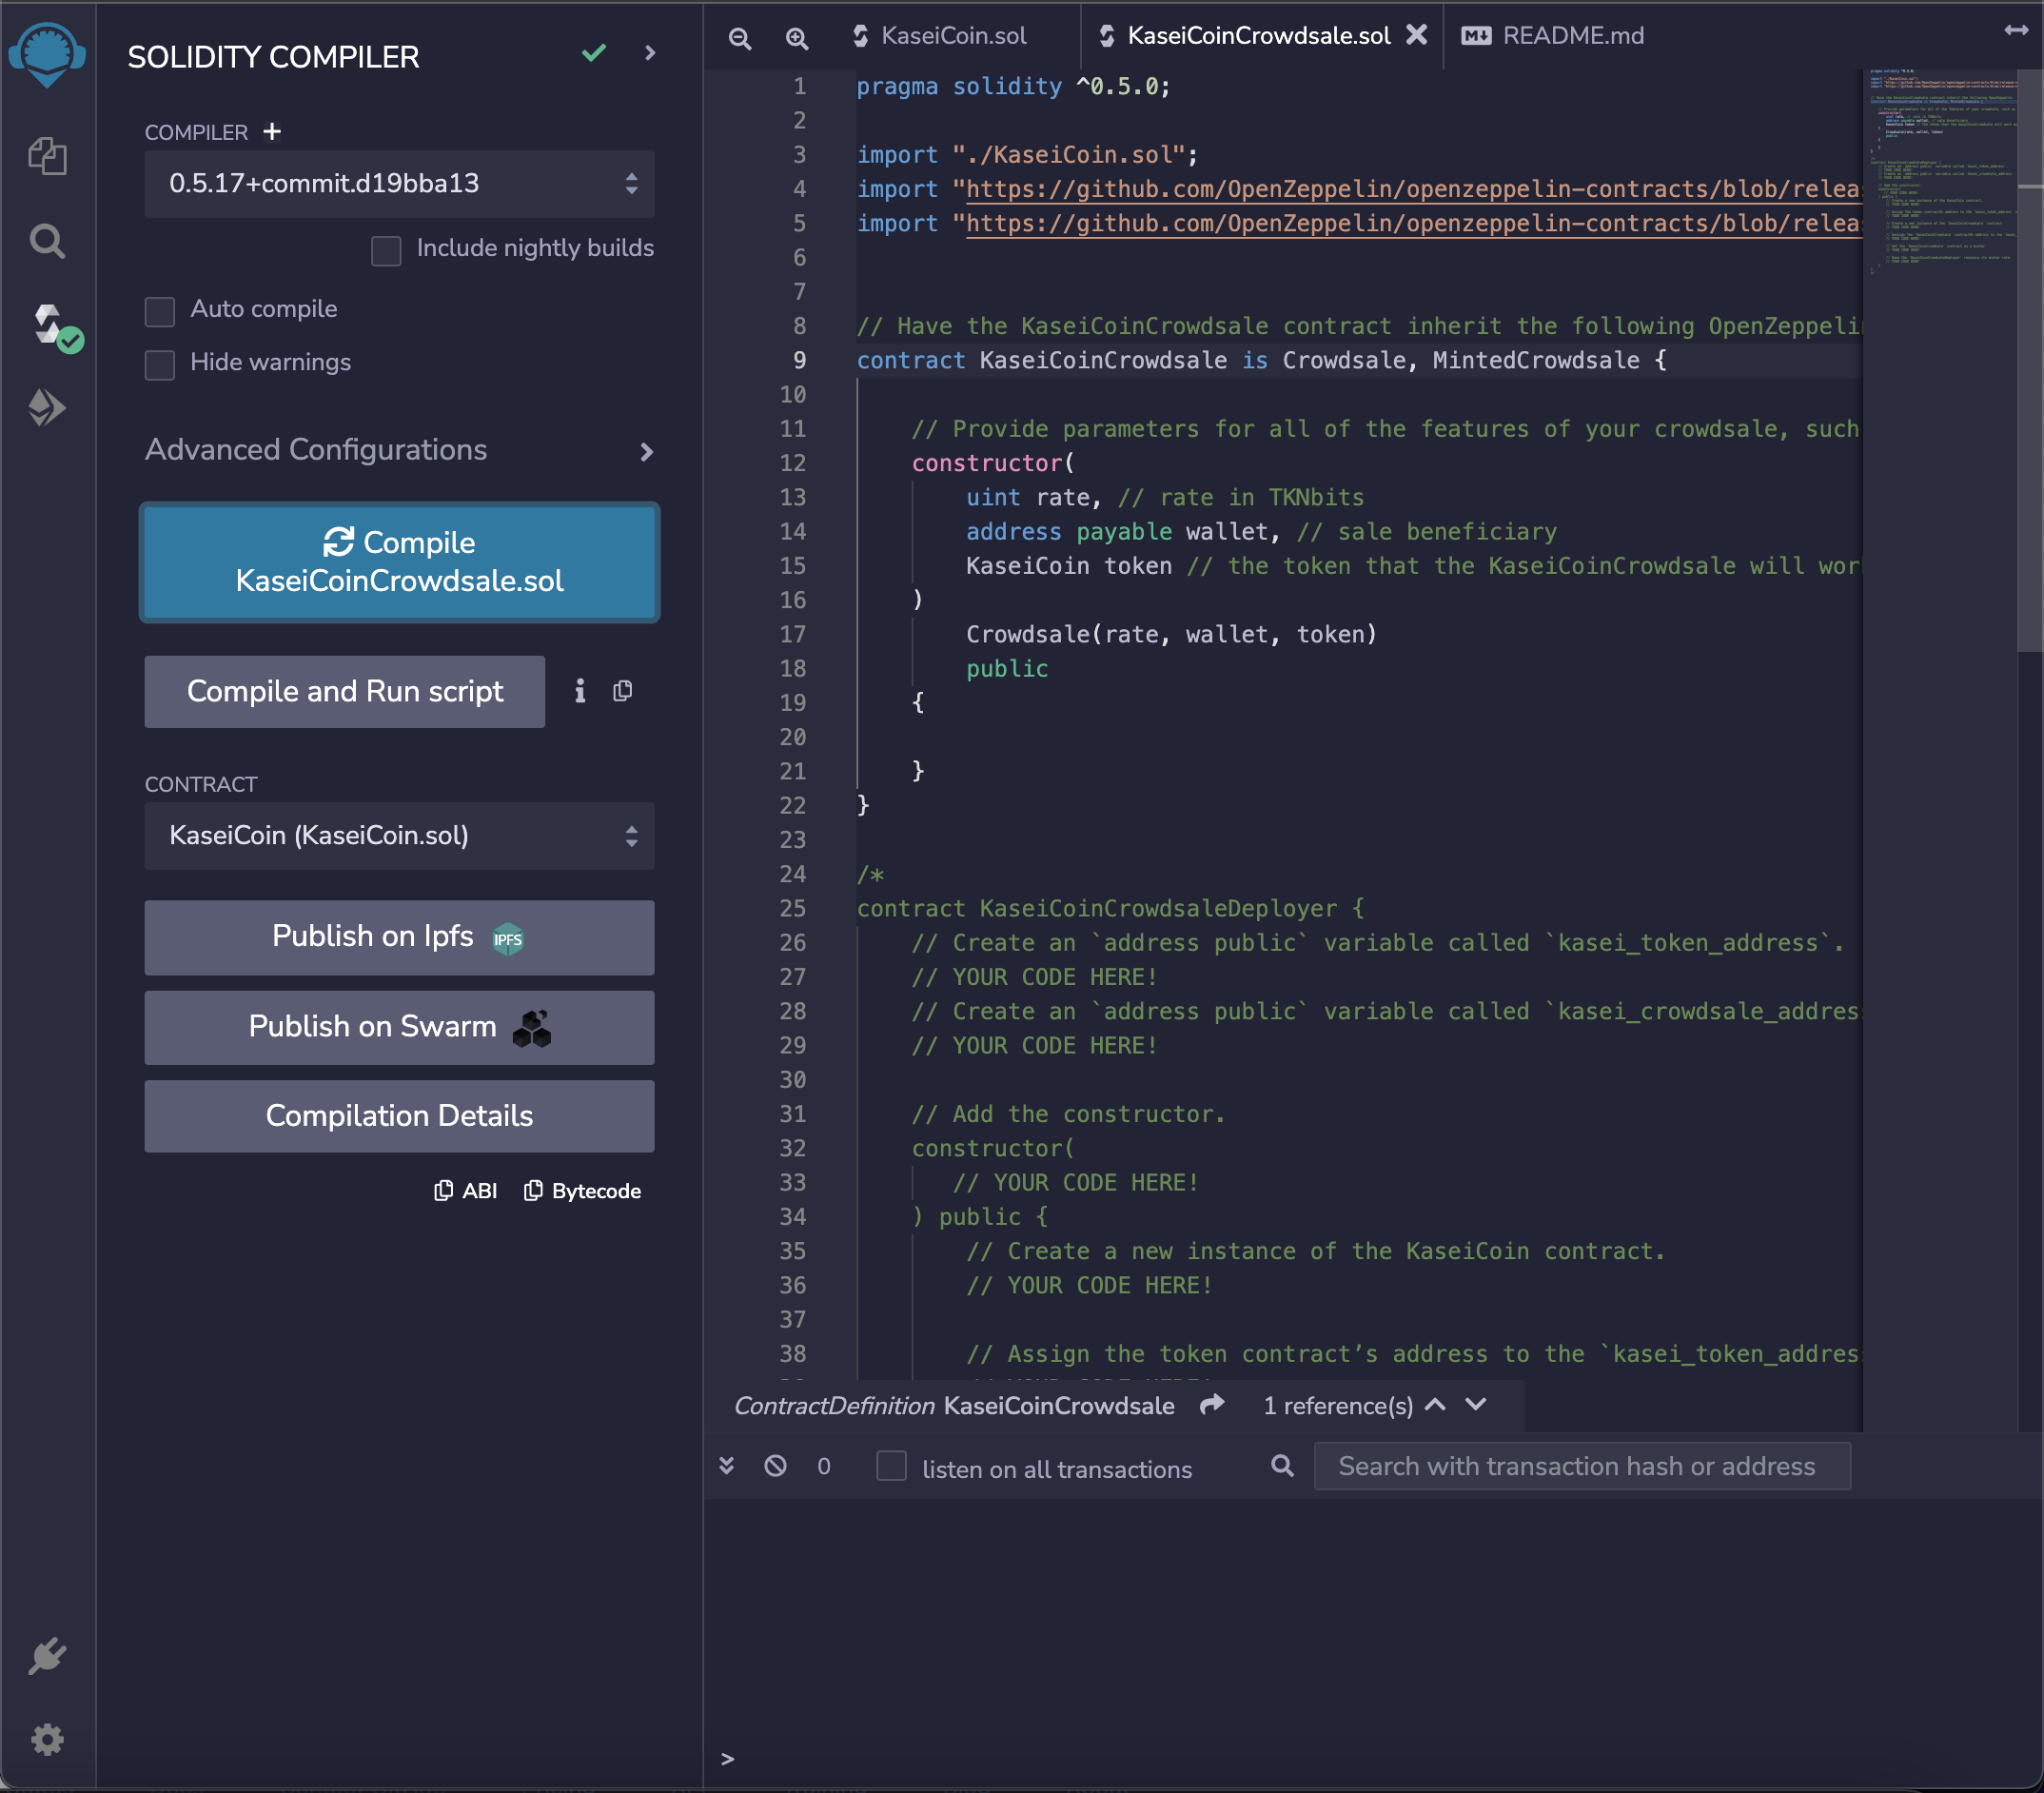 SOLIDITY COMPILER
COMPILER +
0.5.17+commit.d19bba13
Include nightly builds
Auto compile
Hide warnings
Advanced Configurations
Compile
KaseiCoinCrowdsale.sol
Compile and Run script
CONTRACT
KaseiCoin (KaseiCoin.sol)
Publish on Ipfs IPFS
Publish on Swarm
Compilation Details
ABI Bytecode
KaseiCoin.sol KaseiCoinCrowdsale.sol README.md
1 pragma solidity ^0.5.0;
2
3 import "./KaseiCoin.sol";
4 import "https://github.com/OpenZeppelin/openzeppelin-contracts/blob/relea
5 import "https://github.com/OpenZeppelin/openzeppelin-contracts/blob/relea
6
7
8 // Have the KaseiCoinCrowdsale contract inherit the following OpenZeppelin
9 contract KaseiCoinCrowdsale is Crowdsale, MintedCrowdsale {
10
11 // Provide parameters for all of the features of your crowdsale, such
12 constructor(
13 uint rate, // rate in TKNbits
14 address payable wallet, // sale beneficiary
15 KaseiCoin token // the token that the KaseiCoinCrowdsale will wor
16 )
17 Crowdsale(rate, wallet, token)
18 public
19 {
20
21 }
22 }
23
24 /*
25 contract KaseiCoinCrowdsaleDeployer {
26 // Create an `address public` variable called `kasei_token_address`.
27 // YOUR CODE HERE!
28 // Create an `address public` variable called `kasei_crowdsale_address
29 // YOUR CODE HERE!
30
31 // Add the constructor.
32 constructor(
33 // YOUR CODE HERE!
34 ) public {
35 // Create a new instance of the KaseiCoin contract.
36 // YOUR CODE HERE!
37
38 // Assign the token contract’s address to the `kasei_token_address
ContractDefinition KaseiCoinCrowdsale 1 reference(s)
0 listen on all transactions Search with transaction hash or address
>